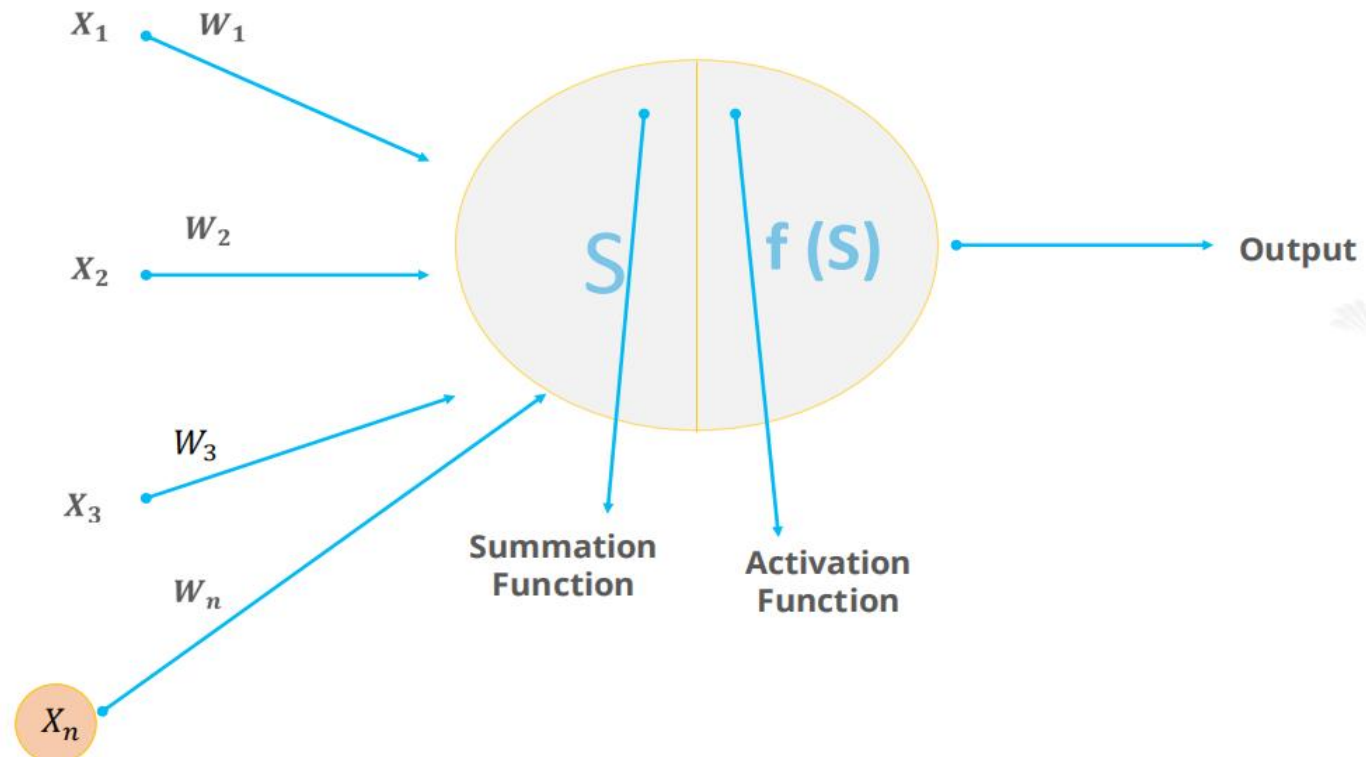 X₁
W₁
W₂
X₂
S
f (S)
Output
W₃
X₃
Summation
Function
Activation
Function
Wₙ
Xₙ